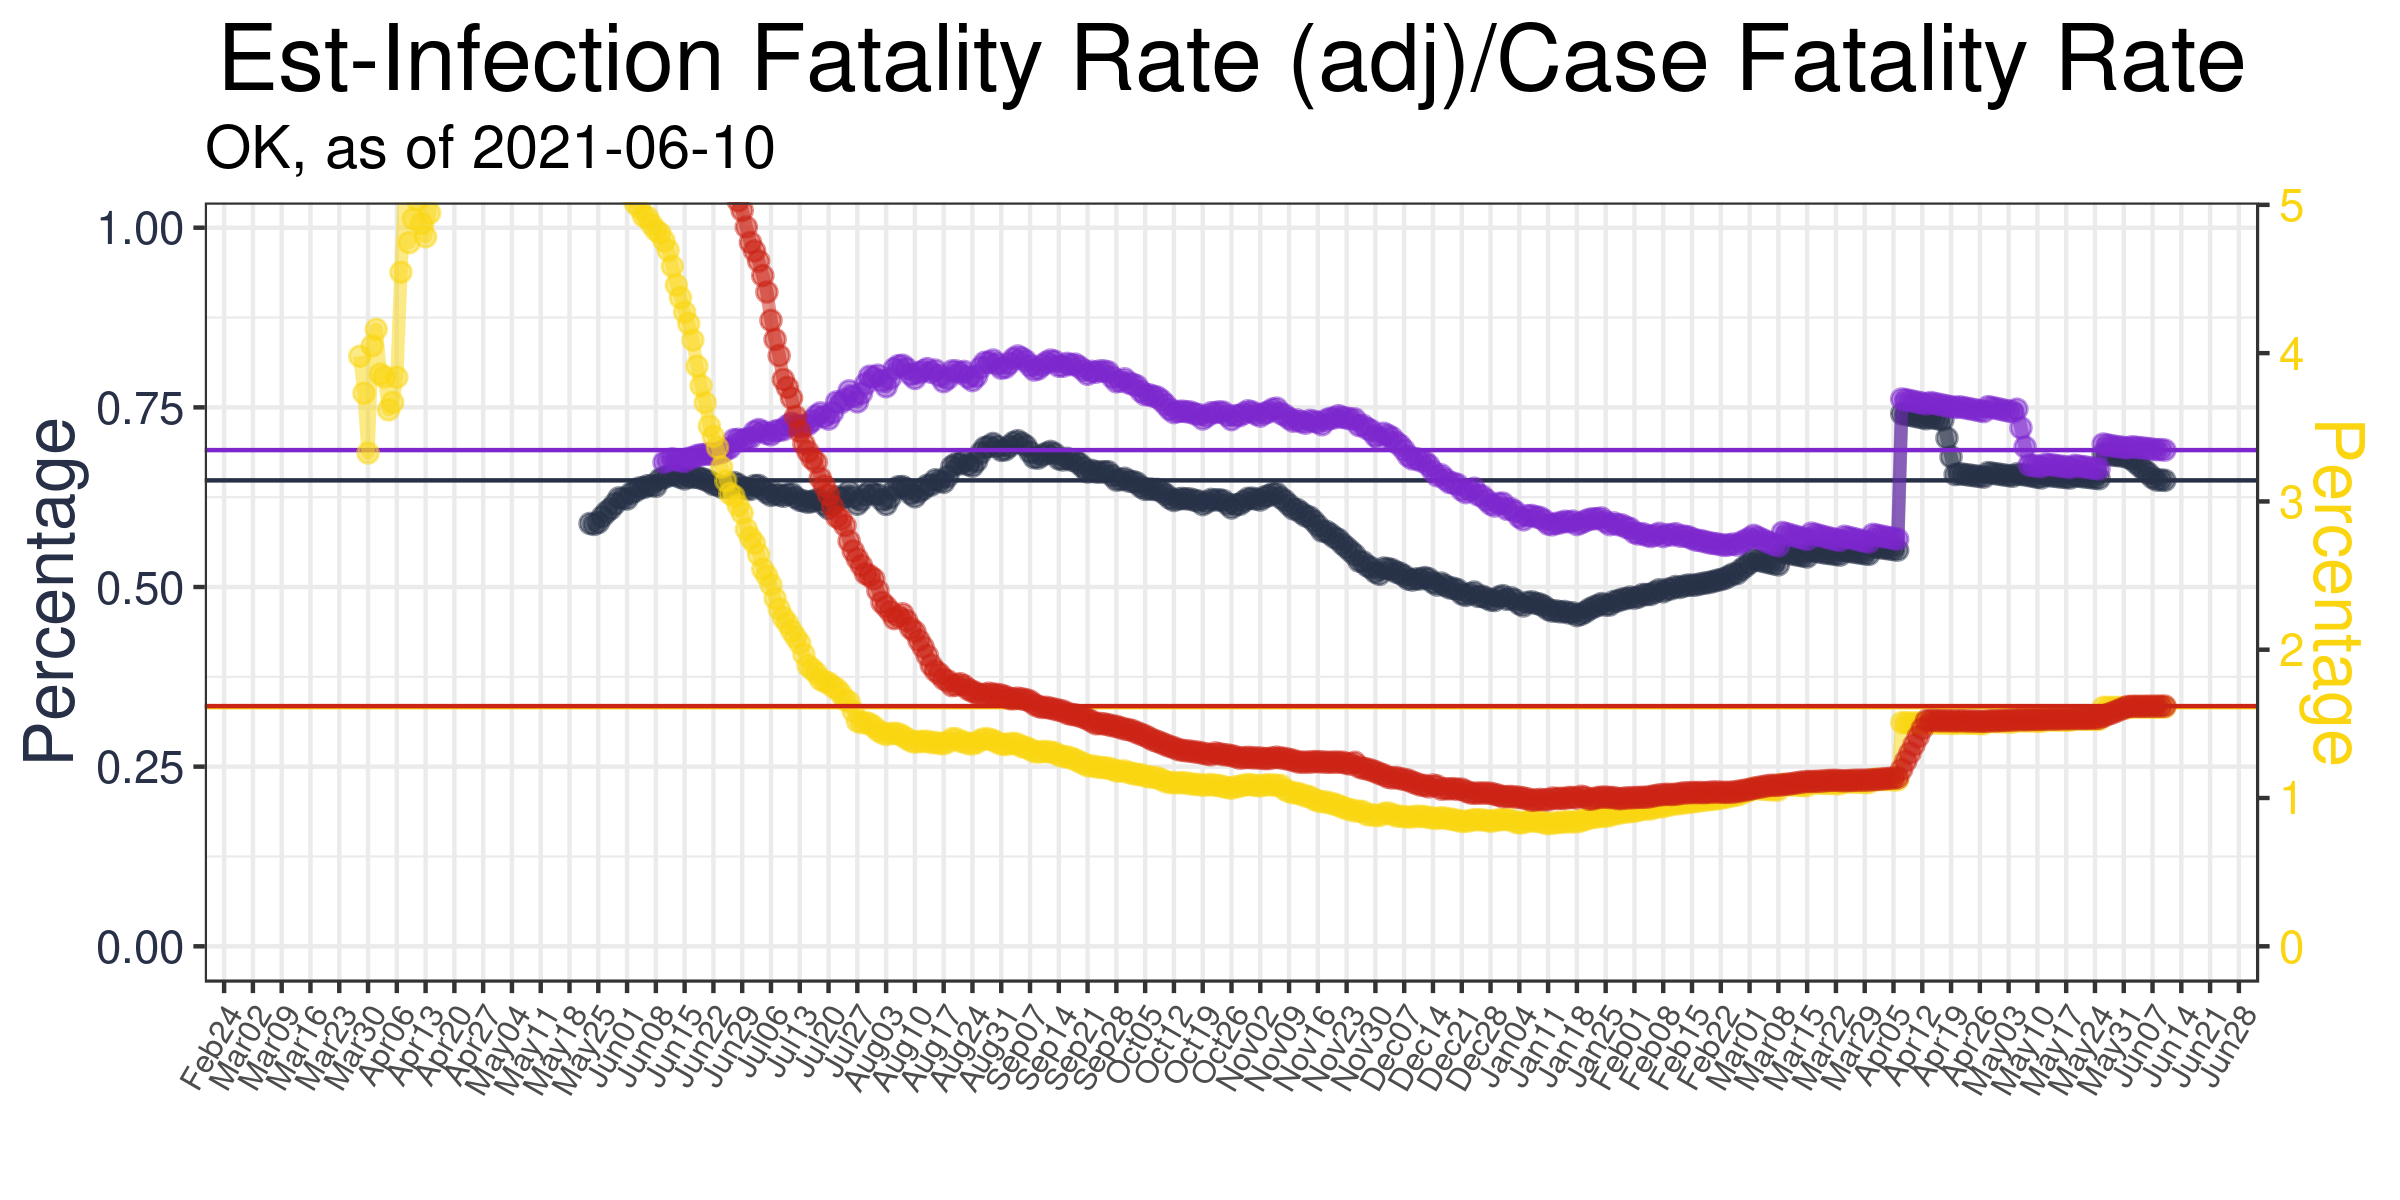 Est-Infection Fatality Rate (adj)/Case Fatality Rate
OK, as of 2021-06-10
Percentage
1.00
0.75
0.50
0.25
0.00
5
4
3
2
1
0
Percentage
Feb24 Mar02 Mar09 Mar16 Mar23 Mar30 Apr06 Apr13 Apr20 Apr27 May04 May11 May18 May25 Jun01 Jun08 Jun15 Jun22 Jun29 Jul06 Jul13 Jul20 Jul27 Aug03 Aug10 Aug17 Aug24 Aug31 Sep07 Sep14 Sep21 Sep28 Oct05 Oct12 Oct19 Oct26 Nov02 Nov09 Nov16 Nov23 Nov30 Dec07 Dec14 Dec21 Dec28 Jan04 Jan11 Jan18 Jan25 Feb01 Feb08 Feb15 Feb22 Mar01 Mar08 Mar15 Mar22 Mar29 Apr05 Apr12 Apr19 Apr26 May03 May10 May17 May24 May31 Jun07 Jun14 Jun21 Jun28